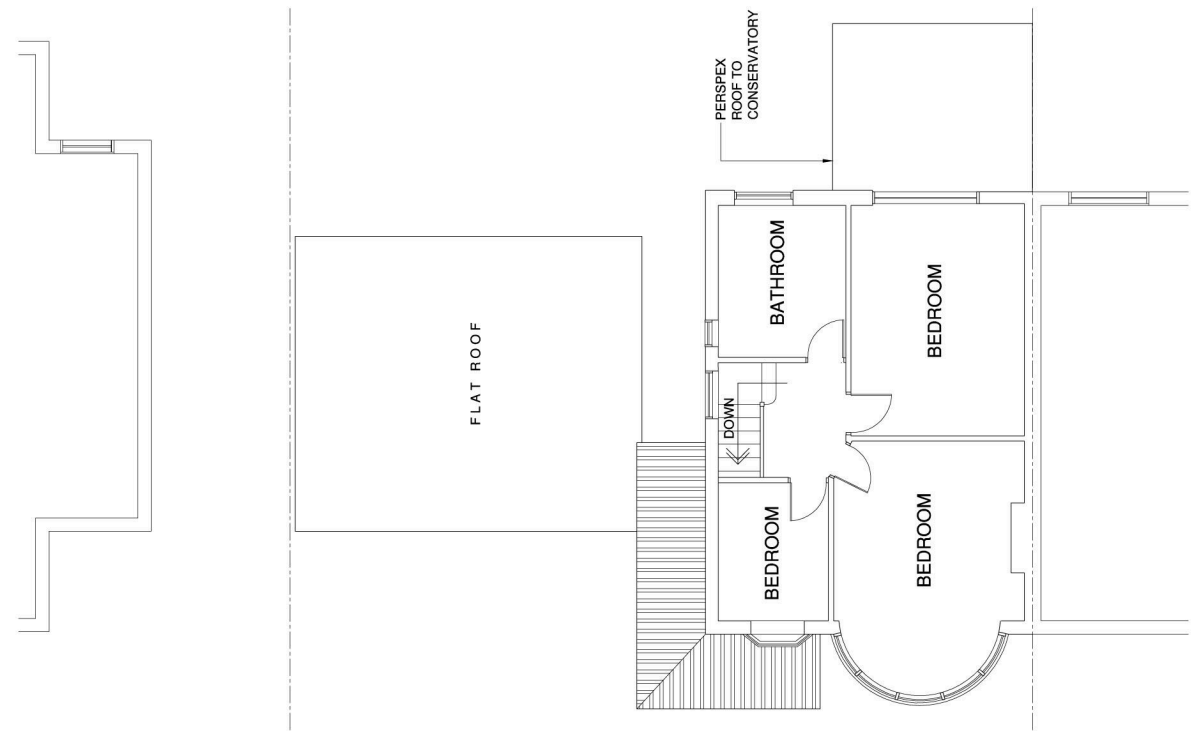 PERSPEX
ROOF TO
CONSERVATORY
BATHROOM
BEDROOM
FLAT ROOF
DOWN
BEDROOM
BEDROOM